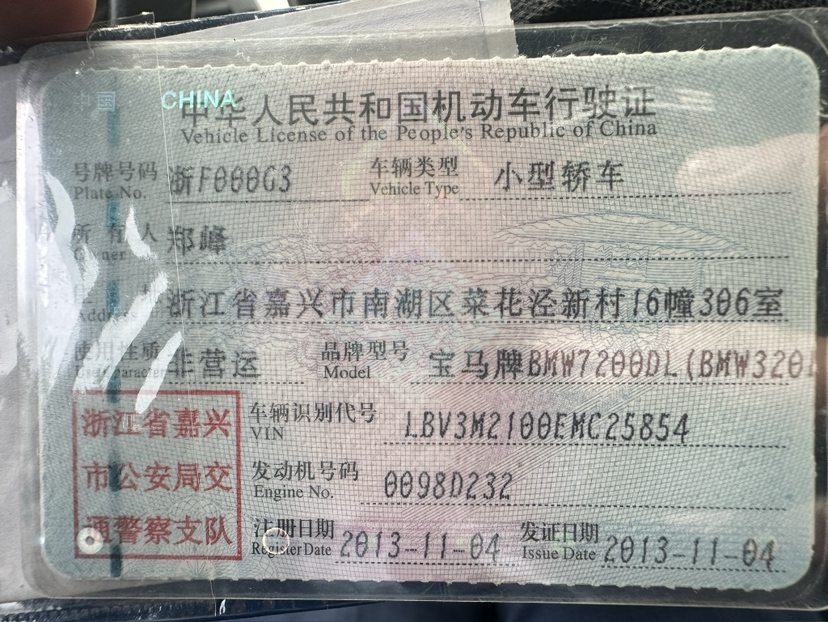 中国 CHINA
中华人民共和国机动车行驶证
Vehicle License of the People's Republic of China
号牌号码 浙F000G3 车辆类型 小型轿车
Plate No. Vehicle Type
所有人 郑峰
Owner
住址 浙江省嘉兴市南湖区菜花泾新村16幢306室
Address
使用性质 非营运 品牌型号 宝马牌BMW7200DL(BMW320
Use Character Model
浙江省嘉兴
市公安局交
通警察支队
车辆识别代号 LBV3M2100EMC25854
VIN
发动机号码 0098D232
Engine No.
注册日期 2013-11-04 发证日期 2013-11-04
Register Date Issue Date